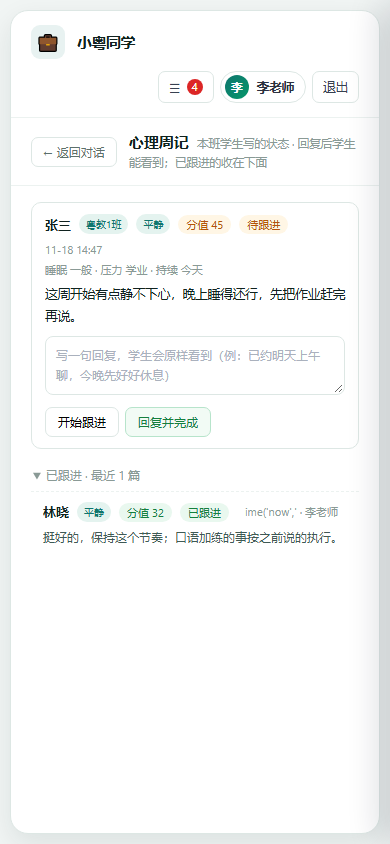 小粤同学
☰ 4 李 李老师 退出
← 返回对话 心理周记 本班学生写的状态 · 回复后学生
能看到；已跟进的收在下面
张三 粤教1班 平静 分值 45 待跟进
11-18 14:47
睡眠 一般 · 压力 学业 · 持续 今天
这周开始有点静不下心，晚上睡得还行，先把作业赶完
再说。
写一句回复，学生会原样看到（例：已约明天上午
聊，今晚先好好休息）
开始跟进 回复并完成
▼ 已跟进 · 最近 1 篇
林晓 平静 分值 32 已跟进 ime('now',' · 李老师
挺好的，保持这个节奏；口语加练的事按之前说的执行。